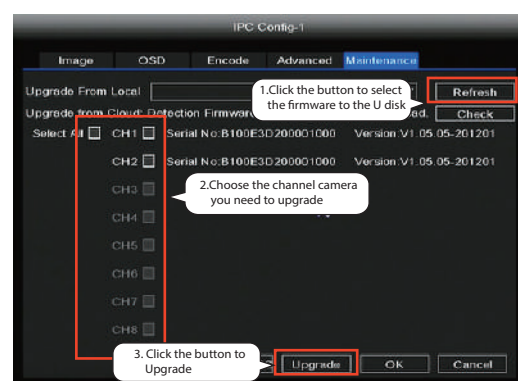 IPC Config-1
Image OSD Encode Advanced Maintenance
Upgrade From Local Refresh
1.Click the button to select
the firmware to the U disk
Upgrade from Cloud: Detection Firmware Check
Select All CH1 Serial No:B100E3D200001000 Version:V1.05.05-201201
CH2 Serial No:B100E3D200001000 Version:V1.05.05-201201
2.Choose the channel camera
you need to upgrade
CH3
CH4
CH5
CH6
CH7
CH8
3. Click the button to
Upgrade
Upgrade OK Cancel